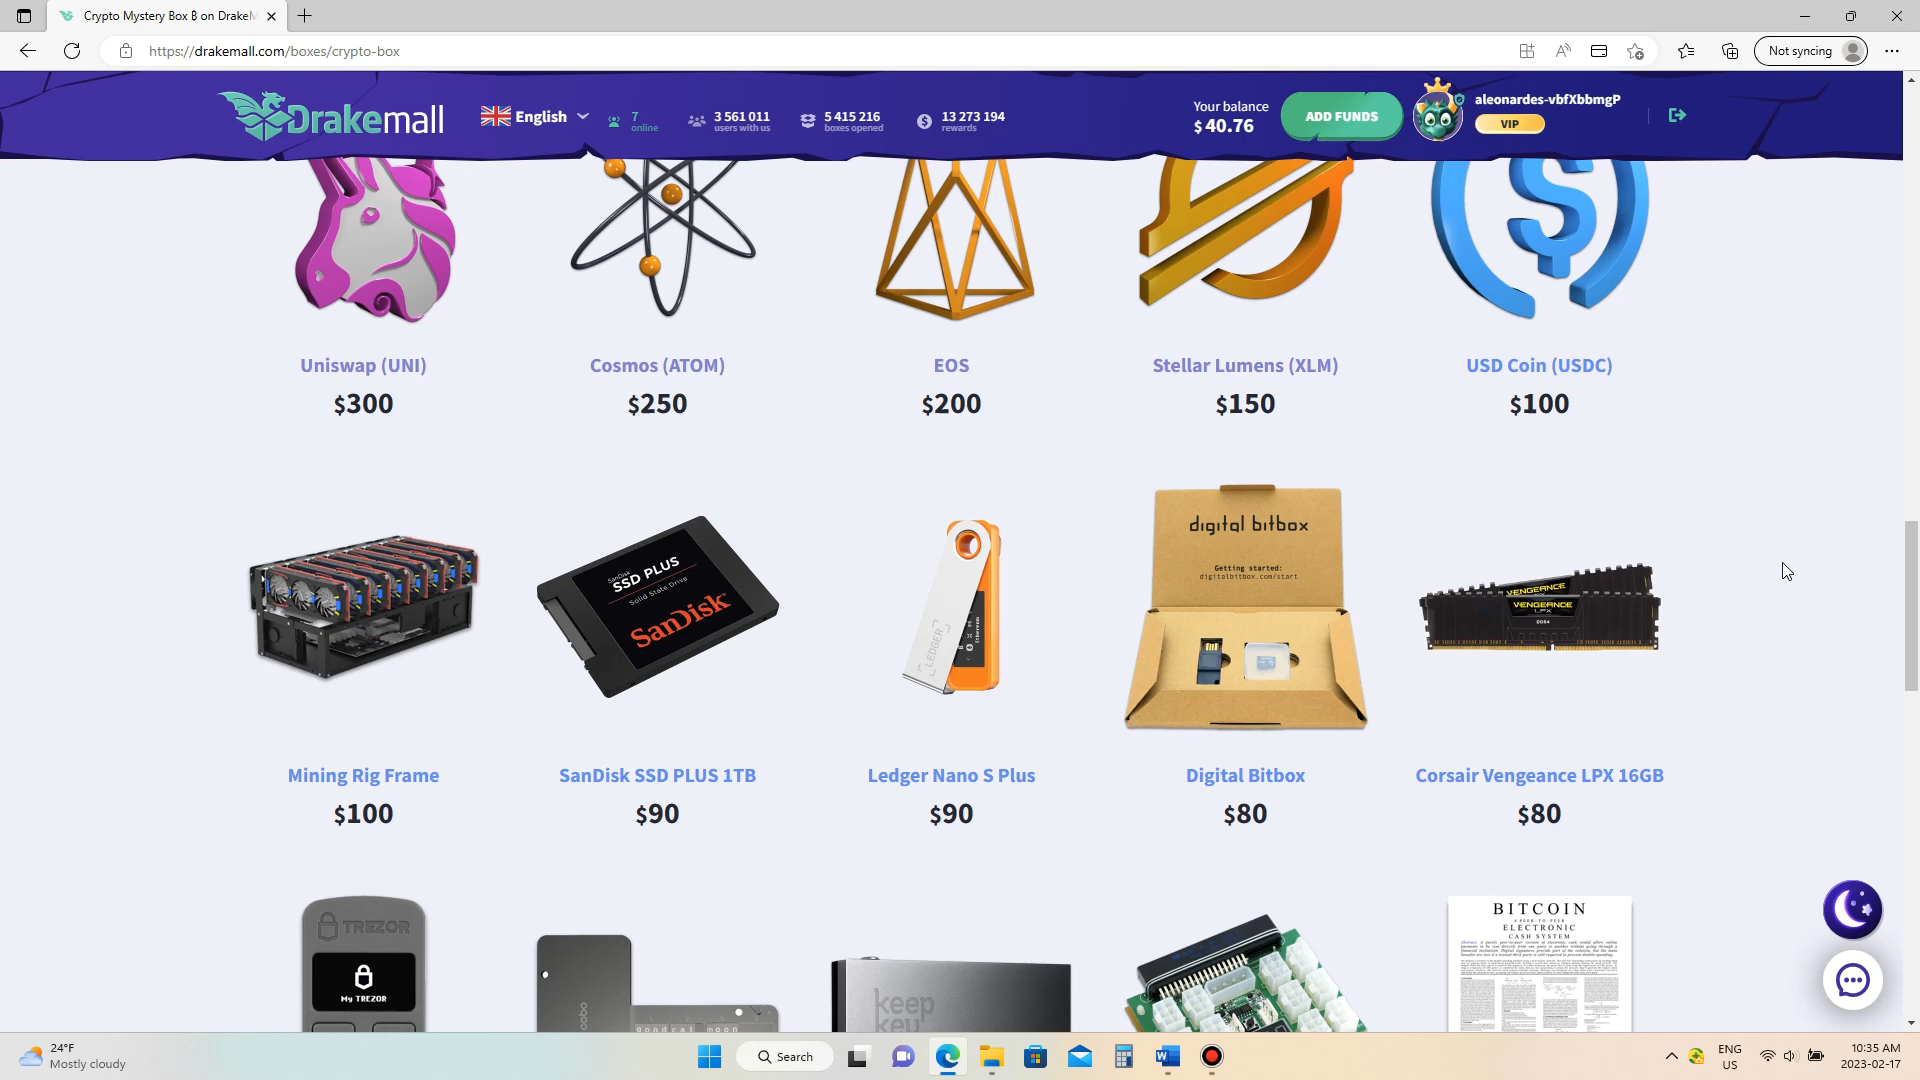 Crypto Mystery Box ₿ on DrakeM
https://drakemall.com/boxes/crypto-box
Not syncing
Drakemall
English
7
online
3 561 011
users with us
5 415 216
boxes opened
13 273 194
rewards
Your balance
$ 40.76
ADD FUNDS
aleonardes-vbfXbbmgP
VIP
Uniswap (UNI)
$300
Cosmos (ATOM)
$250
EOS
$200
Stellar Lumens (XLM)
$150
USD Coin (USDC)
$100
SanDisk
SSD PLUS
Solid State Drive
SanDisk
LEDGER
Ethereum
digital bitbox
Getting started:
digitalbitbox.com/start
VENGEANCE
VENGEANCE
LPX
DDR4
Mining Rig Frame
$100
SanDisk SSD PLUS 1TB
$90
Ledger Nano S Plus
$90
Digital Bitbox
$80
Corsair Vengeance LPX 16GB
$80
TREZOR
My TREZOR
cobo
goodcat moon
keep
key
BITCOIN
A PEER-TO-PEER
ELECTRONIC
CASH SYSTEM
24°F
Mostly cloudy
Search
ENG
US
10:35 AM
2023-02-17